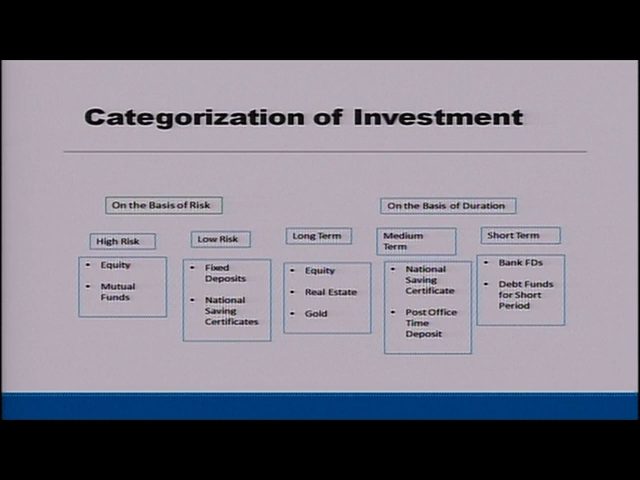 Categorization of Investment
On the Basis of Risk
On the Basis of Duration
High Risk
Low Risk
Long Term
Medium
Term
Short Term
• Equity
• Mutual
Funds
• Fixed
Deposits
• National
Saving
Certificates
• Equity
• Real Estate
• Gold
• National
Saving
Certificate
• Post Office
Time
Deposit
• Bank FDs
• Debt Funds
for Short
Period